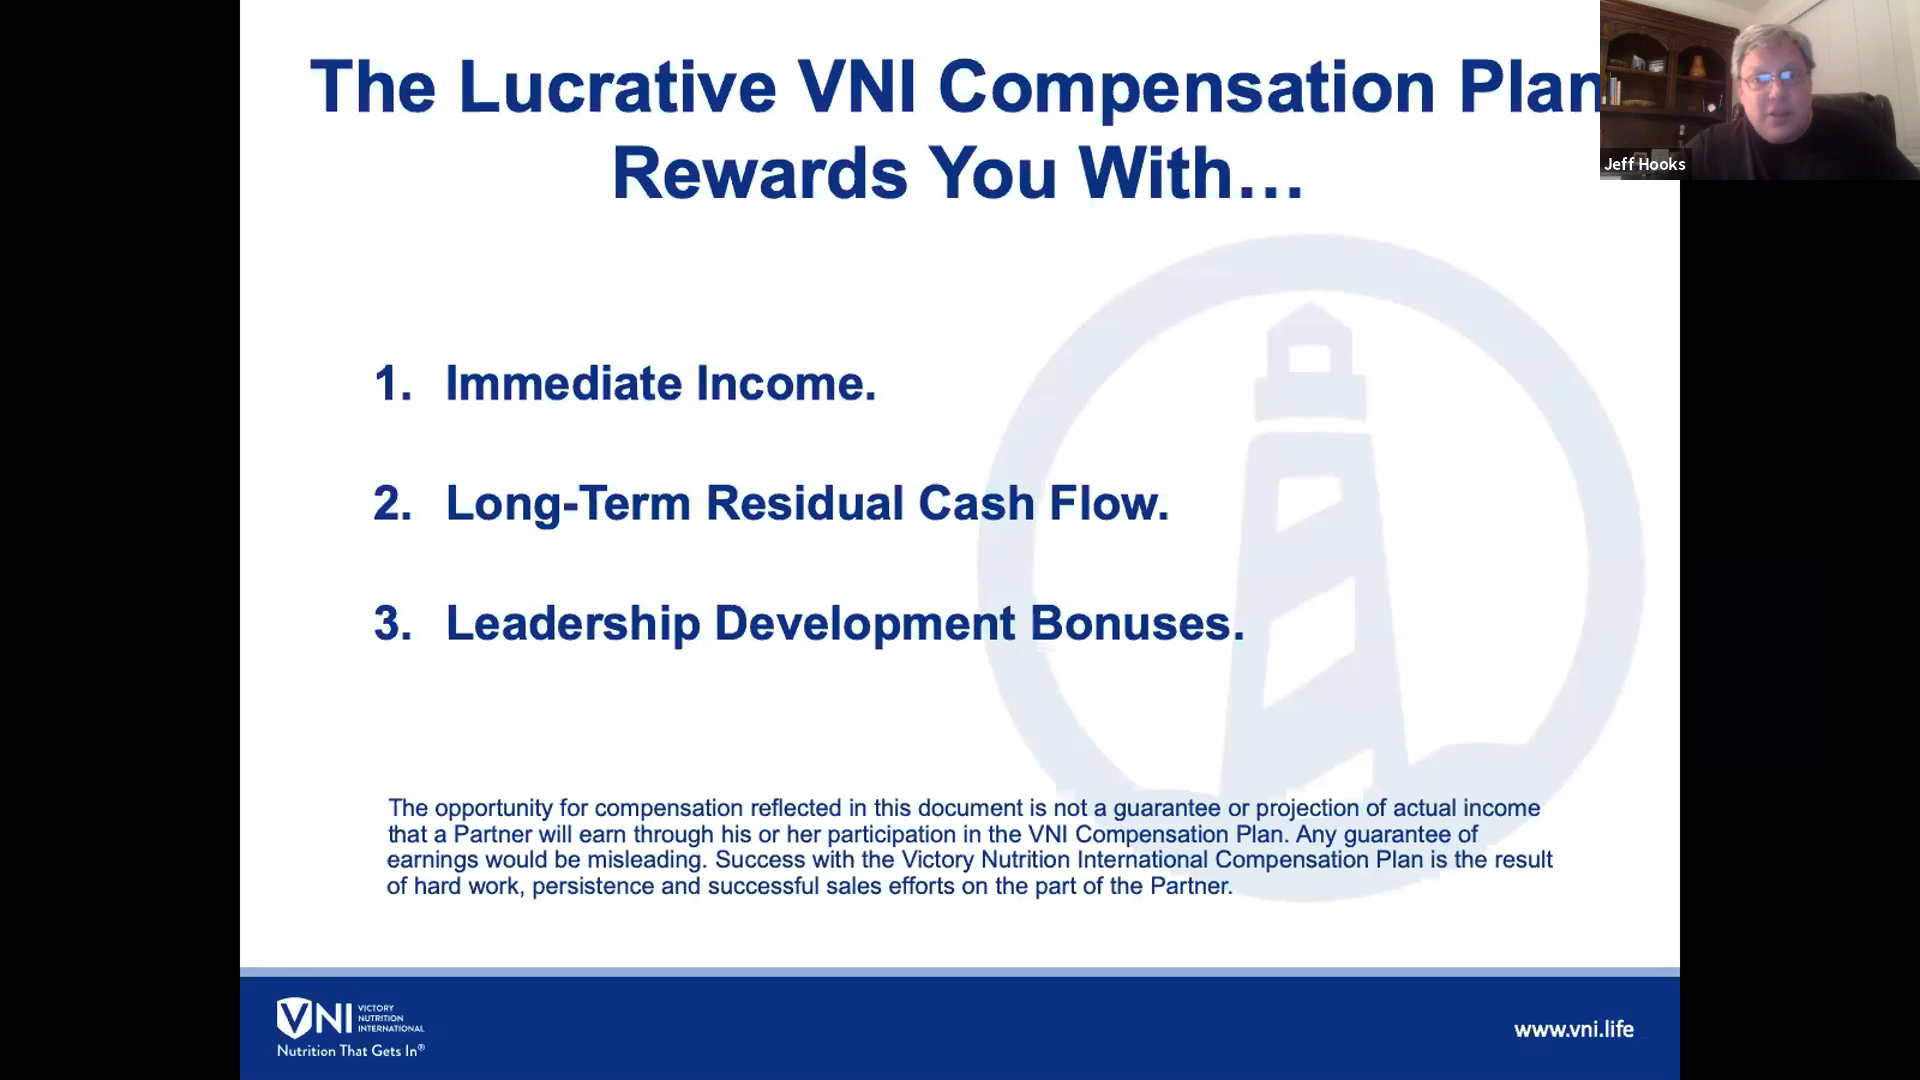 The Lucrative VNI Compensation Plan
Rewards You With...
Jeff Hooks
1. Immediate Income.
2. Long-Term Residual Cash Flow.
3. Leadership Development Bonuses.
The opportunity for compensation reflected in this document is not a guarantee or projection of actual income
that a Partner will earn through his or her participation in the VNI Compensation Plan. Any guarantee of
earnings would be misleading. Success with the Victory Nutrition International Compensation Plan is the result
of hard work, persistence and successful sales efforts on the part of the Partner.
VNI
VICTORY
NUTRITION
INTERNATIONAL
Nutrition That Gets In®
www.vni.life